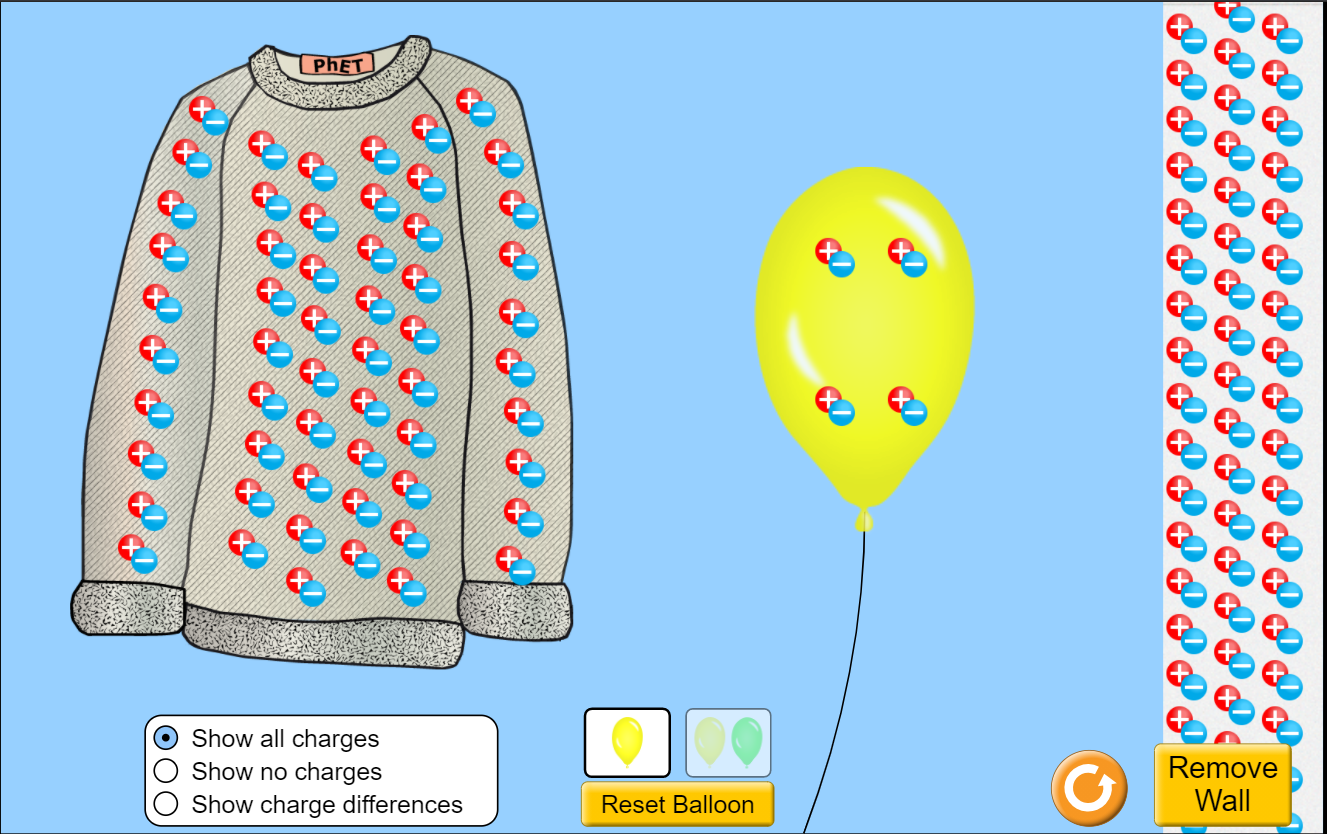 PhET
Show all charges
Show no charges
Show charge differences
Reset Balloon
Remove
Wall